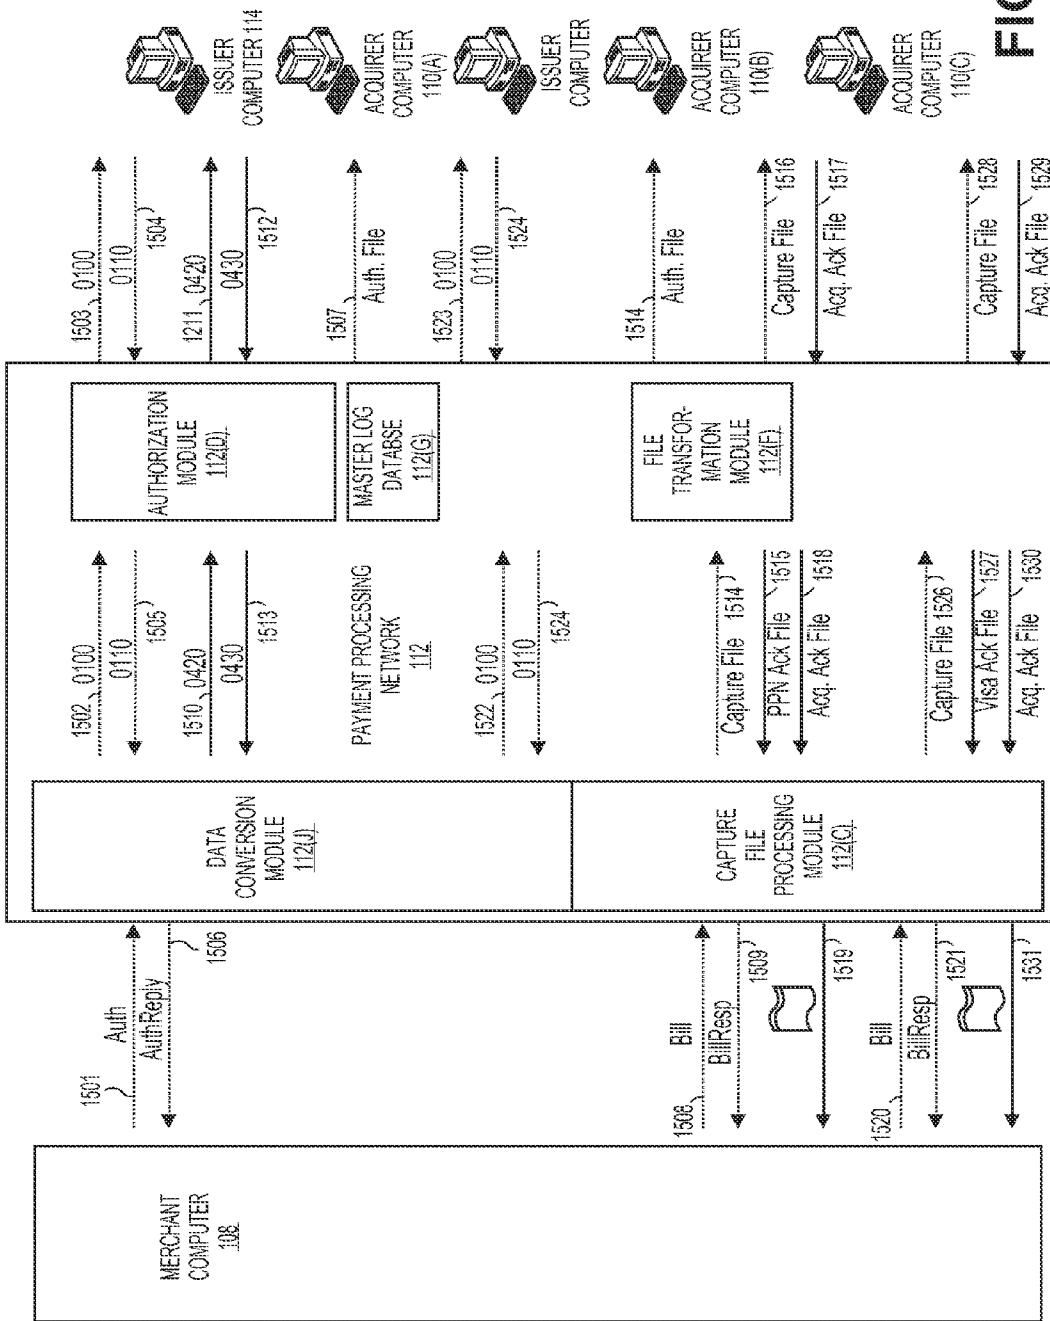 MERCHANT
COMPUTER
108
1501
Auth
AuthReply
1506
1508
Bill
BillResp
1509
1519
1520
Bill
BillResp
1521
1531
DATA
CONVERSION
MODULE
112(J)
CAPTURE
FILE
PROCESSING
MODULE
112(C)
1502 0100
0110
1505
1510 0420
0430
1513
PAYMENT PROCESSING
NETWORK
112
1522 0100
0110
1524
Capture File 1514
PPN Ack File 1515
Acq. Ack File 1518
Capture File 1526
Visa Ack File 1527
Acq. Ack File 1530
AUTHORIZATION
MODULE
112(D)
MASTER LOG
DATABSE
112(G)
FILE
TRANSFOR-
MATION
MODULE
112(F)
1503 0100
0110
1504
1211 0420
0430
1512
1507
Auth. File
1523 0100
0110
1524
1514
Auth. File
Capture File 1516
Acq. Ack File 1517
Capture File 1528
Acq. Ack File 1529
ISSUER
COMPUTER 114
ACQUIRER
COMPUTER
110(A)
ISSUER
COMPUTER
ACQUIRER
COMPUTER
110(B)
ACQUIRER
COMPUTER
110(C)